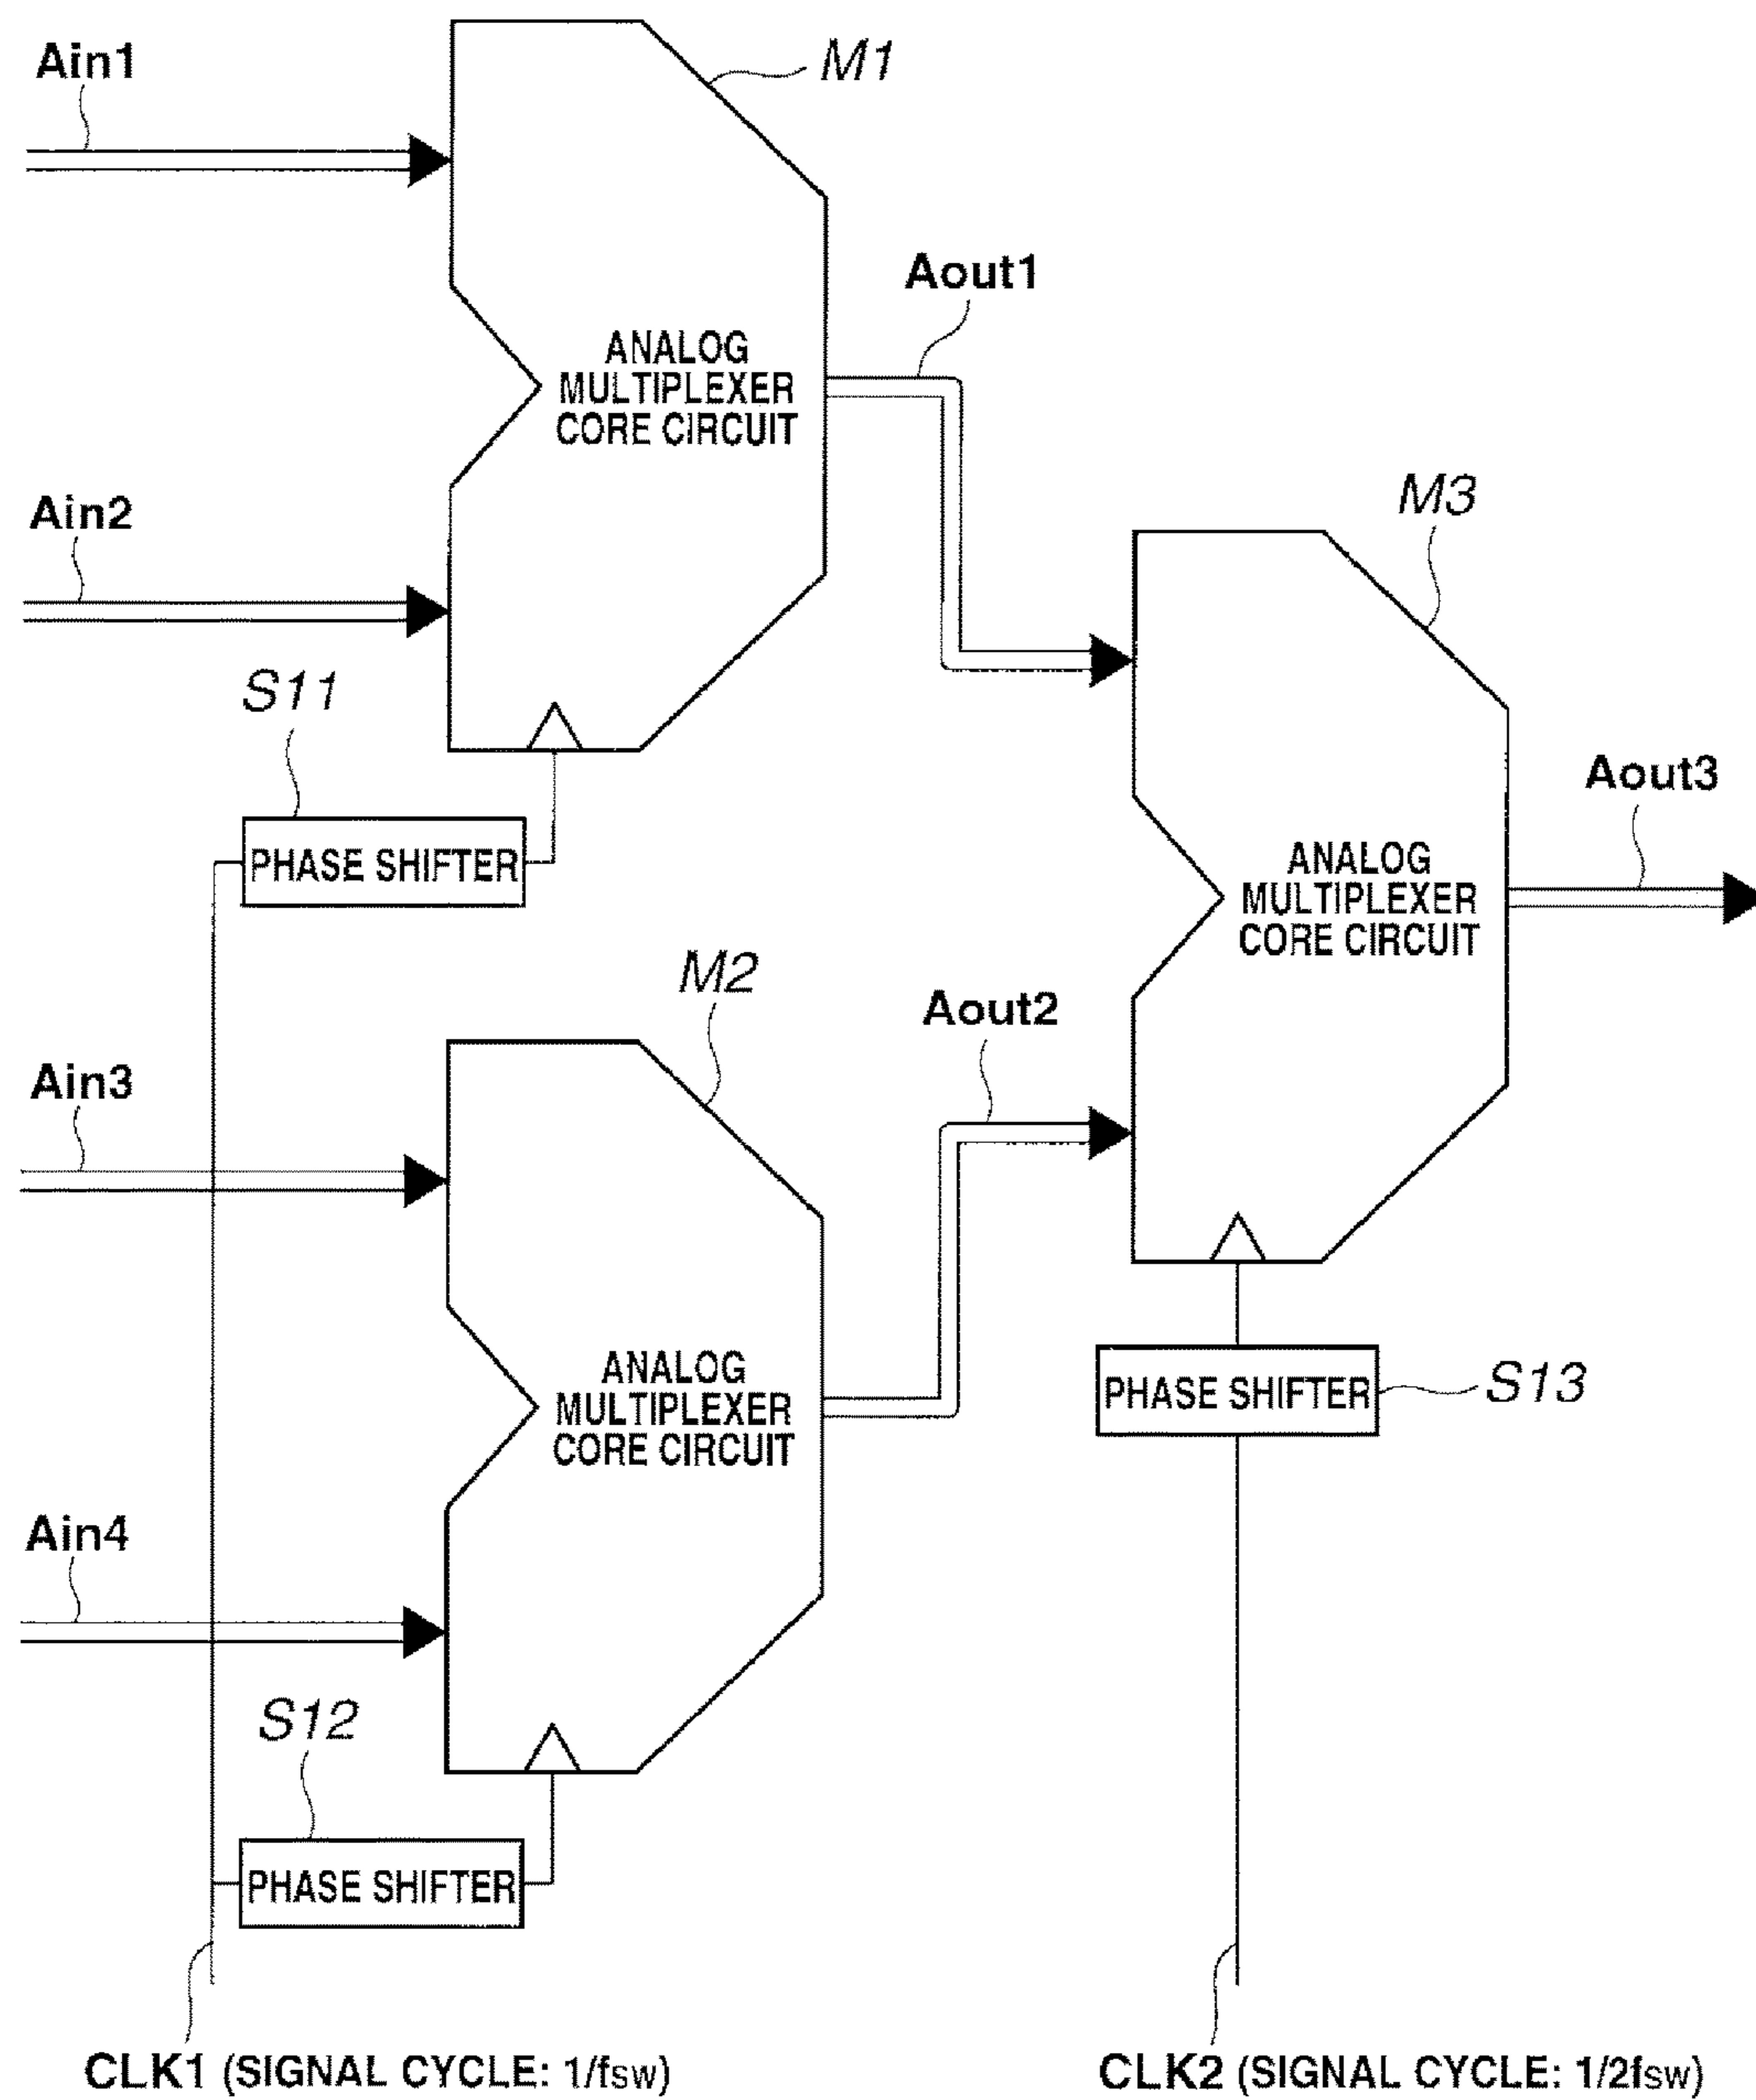 Ain1
M1
Aout1
ANALOG
MULTIPLEXER
CORE CIRCUIT
Ain2
M3
S11
Aout3
PHASE SHIFTER
ANALOG
MULTIPLEXER
CORE CIRCUIT
M2
Aout2
Ain3
ANALOG
MULTIPLEXER
CORE CIRCUIT
PHASE SHIFTER
S13
Ain4
S12
PHASE SHIFTER
CLK1 (SIGNAL CYCLE: 1/fsw)
CLK2 (SIGNAL CYCLE: 1/2fsw)